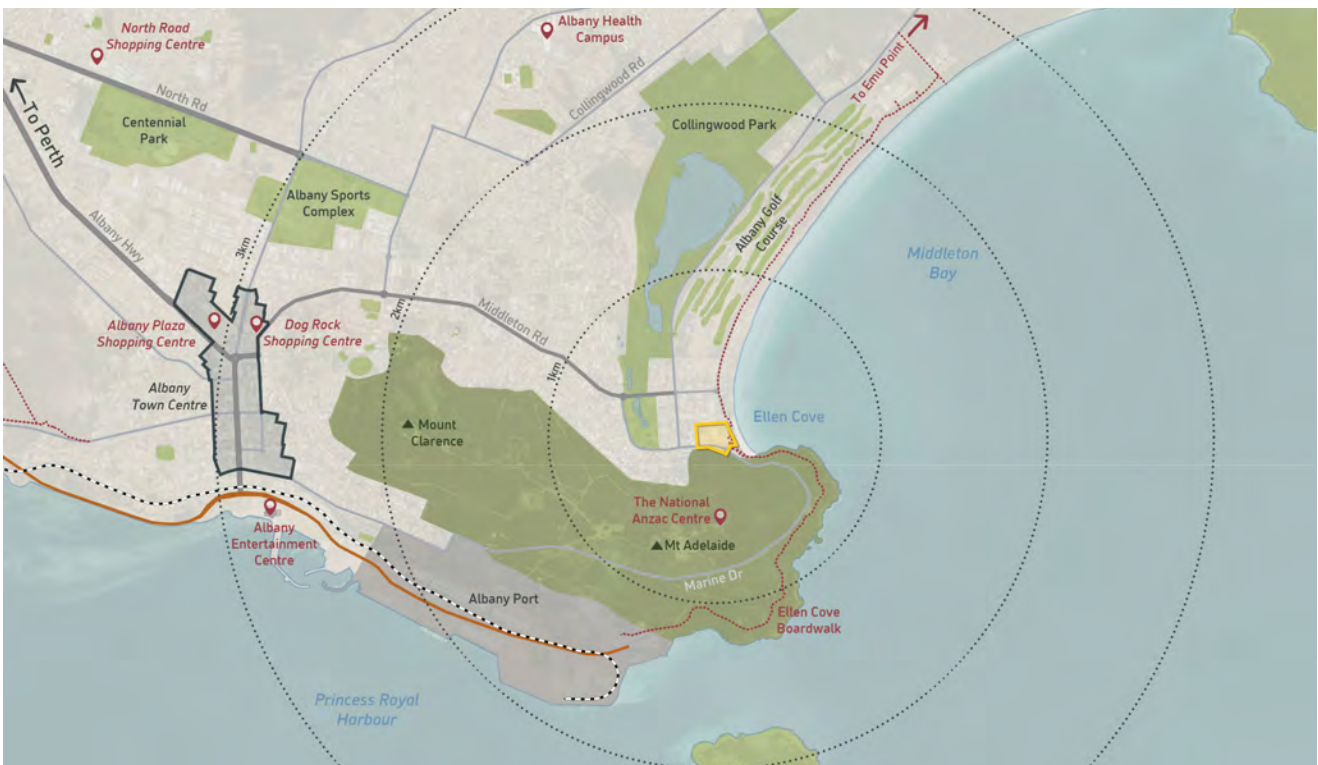 North Road
Shopping Centre
Albany Health
Campus
To Emu Point
To Perth
North Rd
Collingwood Rd
Centennial
Park
Collingwood Park
Albany Sports
Complex
Albany Golf
Course
Albany Hwy
3km
Middleton
Bay
2km
Middleton Rd
Albany Plaza
Shopping Centre
Dog Rock
Shopping Centre
1km
Albany
Town Centre
Mount
Clarence
Ellen Cove
The National
Anzac Centre
Albany
Entertainment
Centre
Mt Adelaide
Marine Dr
Albany Port
Ellen Cove
Boardwalk
Princess Royal
Harbour